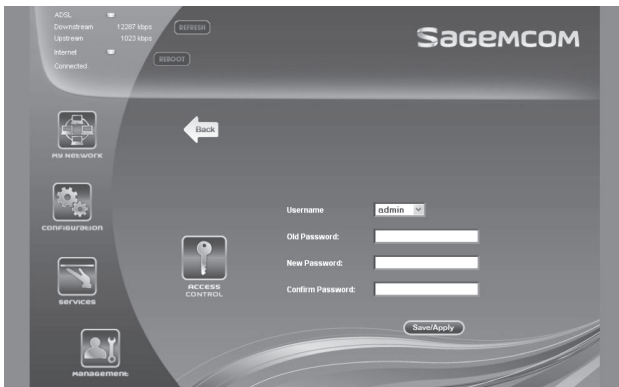 ADSL
Downstream 12287 kbps REFRESH
Upstream 1023 kbps
Internet
REBOOT
Connected.
SAGEMCOM
Back
MY NETWORK
CONFIGURATION
SERVICES
MANAGEMENT
ACCESS
CONTROL
Username admin
Old Password:
New Password:
Confirm Password:
Save/Apply